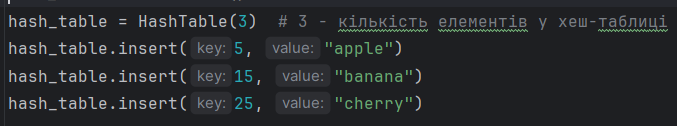 hash_table = HashTable(3)  # 3 - кількість елементів у хеш-таблиці
hash_table.insert( key: 5, value: "apple")
hash_table.insert( key: 15, value: "banana")
hash_table.insert( key: 25, value: "cherry")